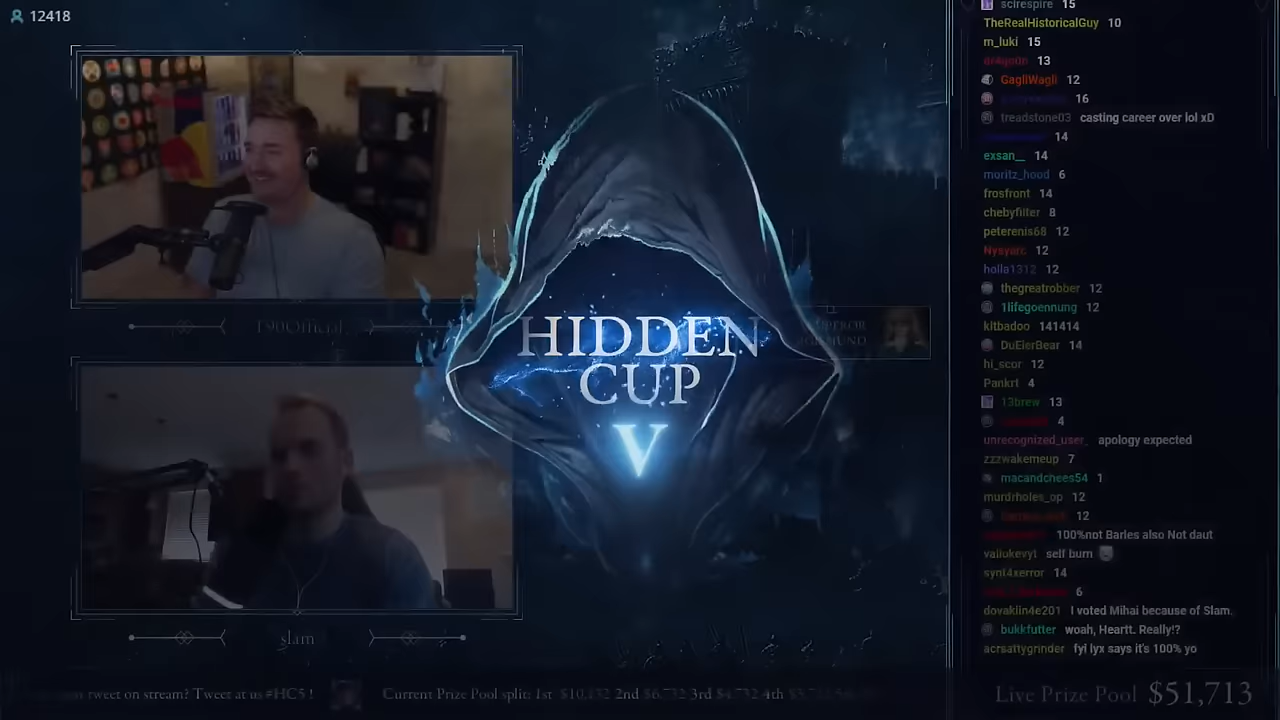 12418
T90Official
slam
HIDDEN
CUP
V
tweet on stream? Tweet at us #HC5!
Current Prize Pool split: 1st $10,132 2nd $6,732 3rd $4,732 4th
Live Prize Pool $51,713
scirespire 15
TheRealHistoricalGuy 10
m_luki 15
13
GagliWagli 12
16
treadstone03 casting career over lol xD
14
exsan__ 14
moritz_hood 6
frosfront 14
chebyfilter 8
peterenis68 12
Nysyarc 12
holla1312 12
thegreatrobber 12
1lifegoennung 12
kitbadoo 141414
DuEierBear 14
hi_scor 12
Pankrt 4
13brew 13
4
unrecognized_user_ apology expected
zzzwakemeup 7
macandchees54 1
murdrholes_op 12
12
100%not Barles also Not daut
valiukevyt self burn
synt4xerror 14
6
dovakiin4e201 I voted Mihai because of Slam.
bukkfutter woah, Heartt. Really!?
acrsattygrinder fyi lyx says it's 100% yo